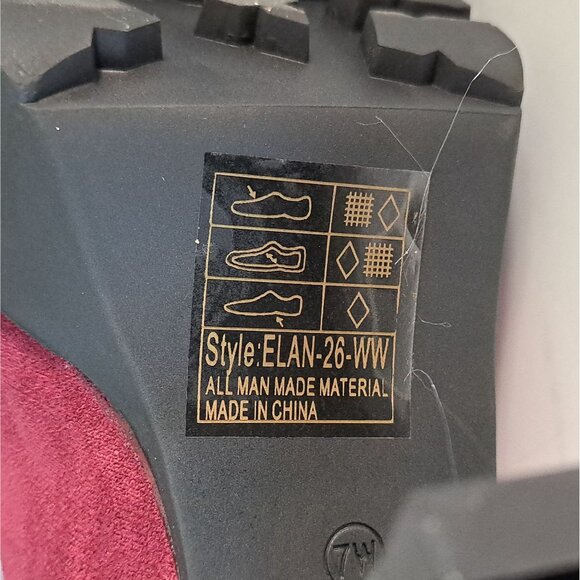 Style:ELAN-26-WW
ALL MAN MADE MATERIAL
MADE IN CHINA
7W